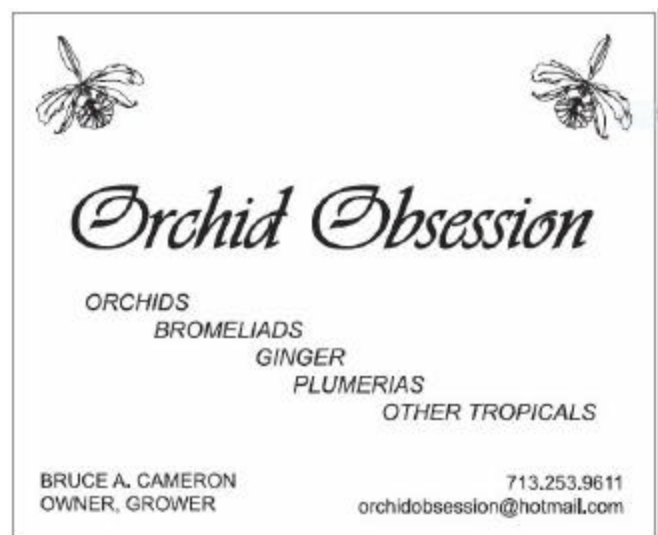 Orchid Obsession
ORCHIDS
BROMELIADS
GINGER
PLUMERIAS
OTHER TROPICALS
BRUCE A. CAMERON
OWNER, GROWER
713.253.9611
orchidobsession@hotmail.com